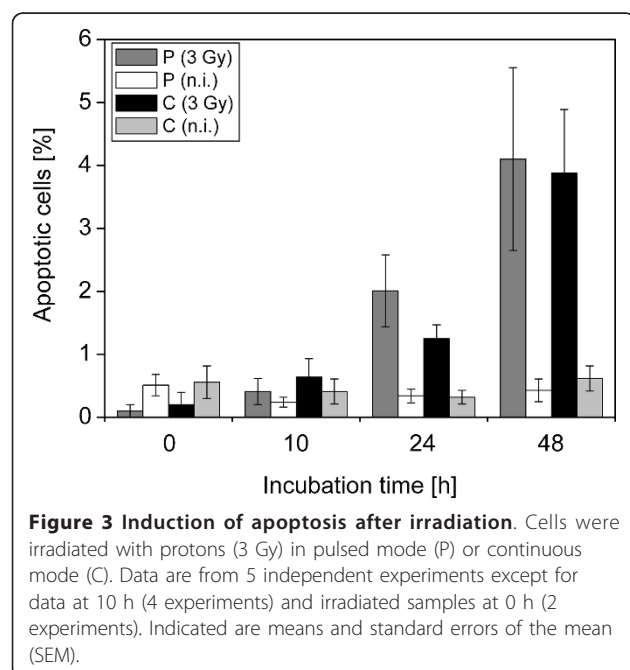 6
5
4
3
2
1
0
Apoptotic cells [%]
P (3 Gy)
P (n.i.)
C (3 Gy)
C (n.i.)
0 10 24 48
Incubation time [h]
Figure 3 Induction of apoptosis after irradiation. Cells were
irradiated with protons (3 Gy) in pulsed mode (P) or continuous
mode (C). Data are from 5 independent experiments except for
data at 10 h (4 experiments) and irradiated samples at 0 h (2
experiments). Indicated are means and standard errors of the mean
(SEM).